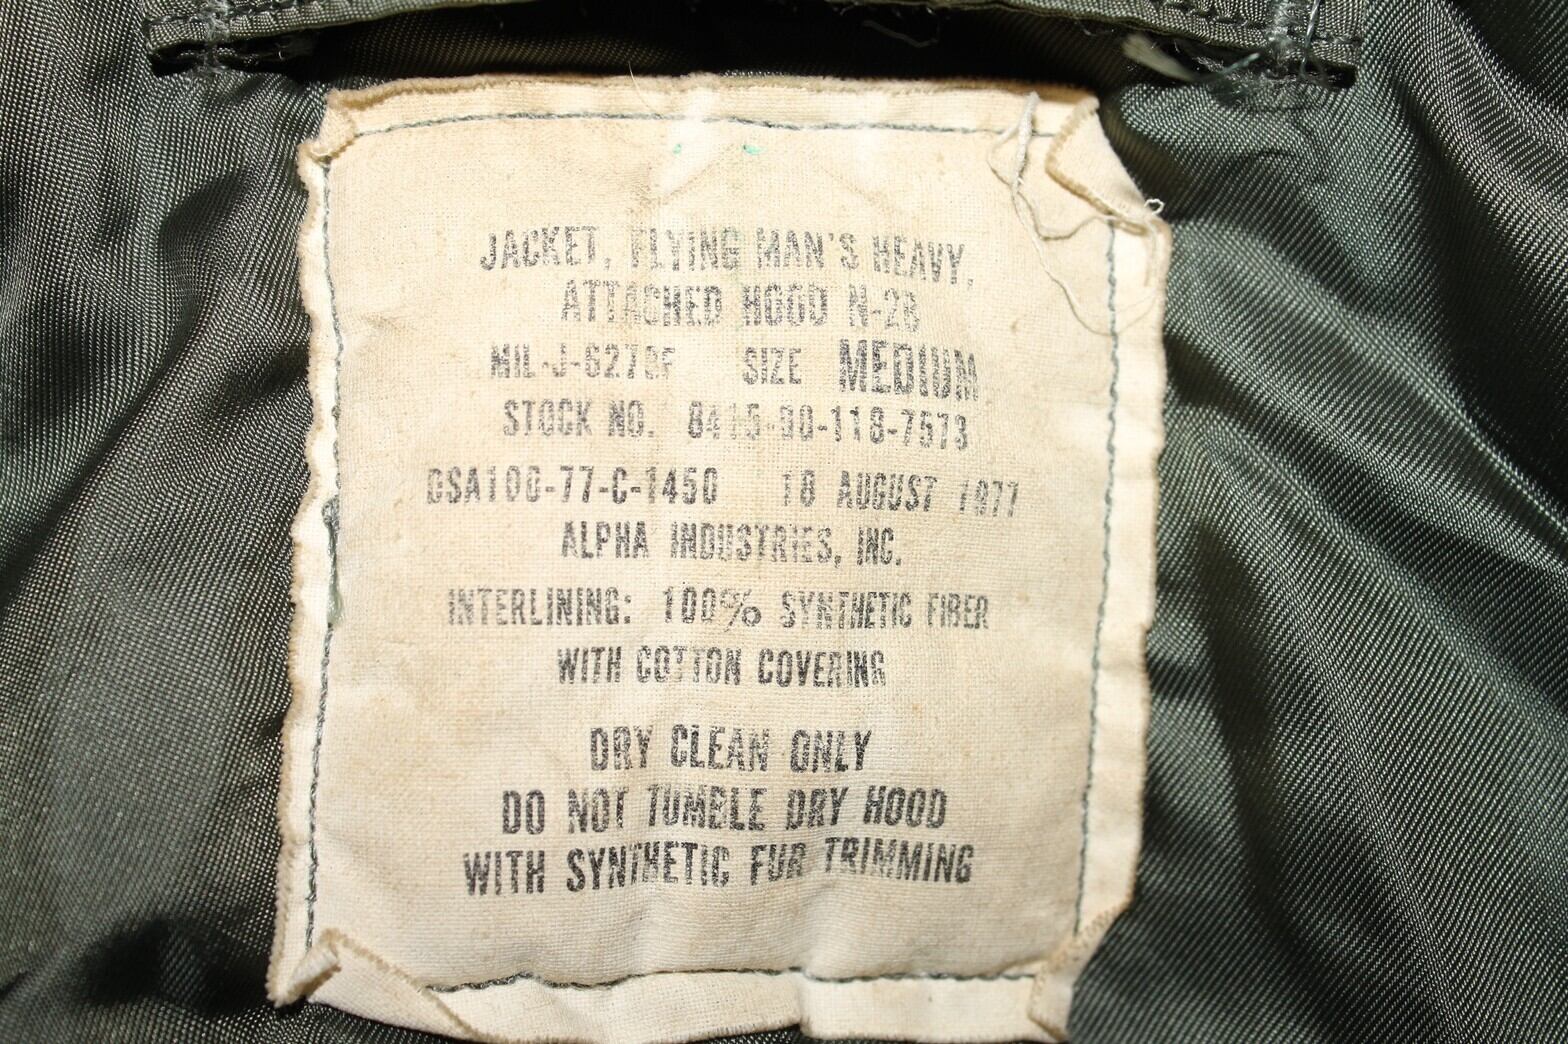 JACKET, FLYING MAN'S HEAVY,
ATTACHED HOOD N-2B
MIL-J-6278F SIZE MEDIUM
STOCK NO. 8415-00-118-7573
DSA100-77-C-1450 18 AUGUST 1977
ALPHA INDUSTRIES, INC.
INTERLINING: 100% SYNTHETIC FIBER
WITH COTTON COVERING
DRY CLEAN ONLY
DO NOT TUMBLE DRY HOOD
WITH SYNTHETIC FUR TRIMMING